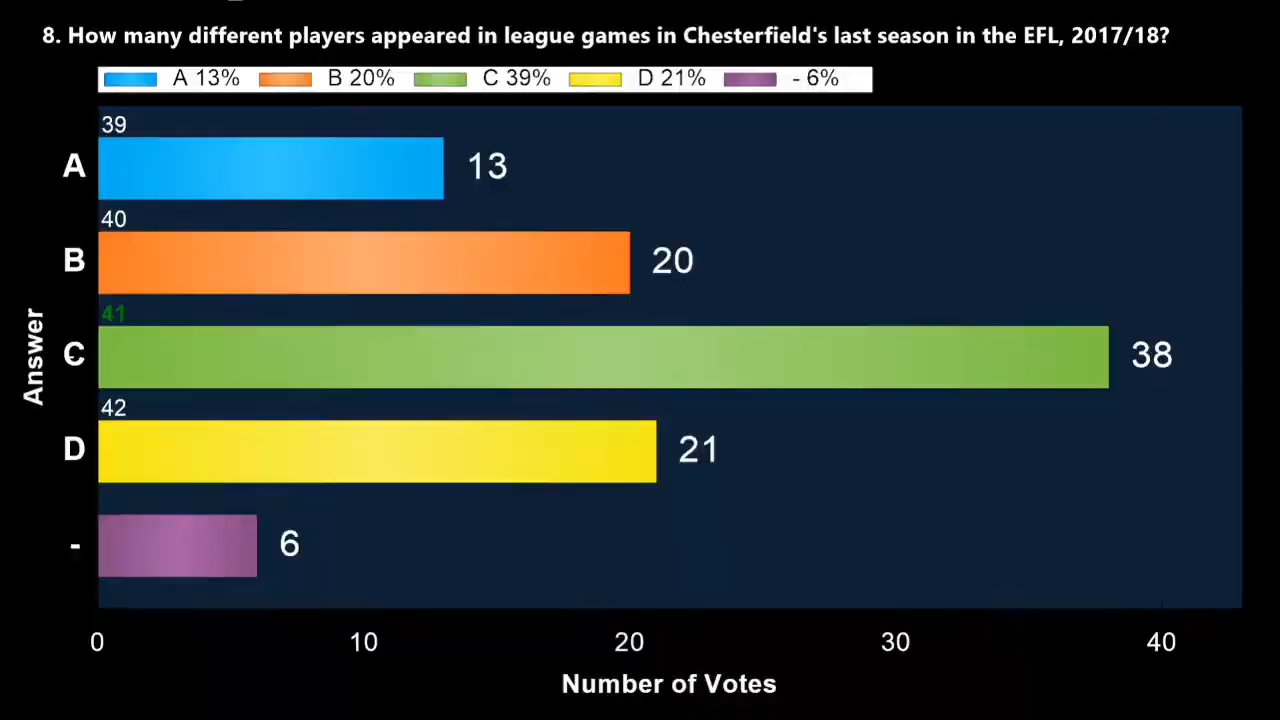 8. How many different players appeared in league games in Chesterfield's last season in the EFL, 2017/18?
A 13% B 20% C 39% D 21% - 6%
39
A 13
40
B 20
41
C 38
42
D 21
- 6
Answer
0 10 20 30 40
Number of Votes